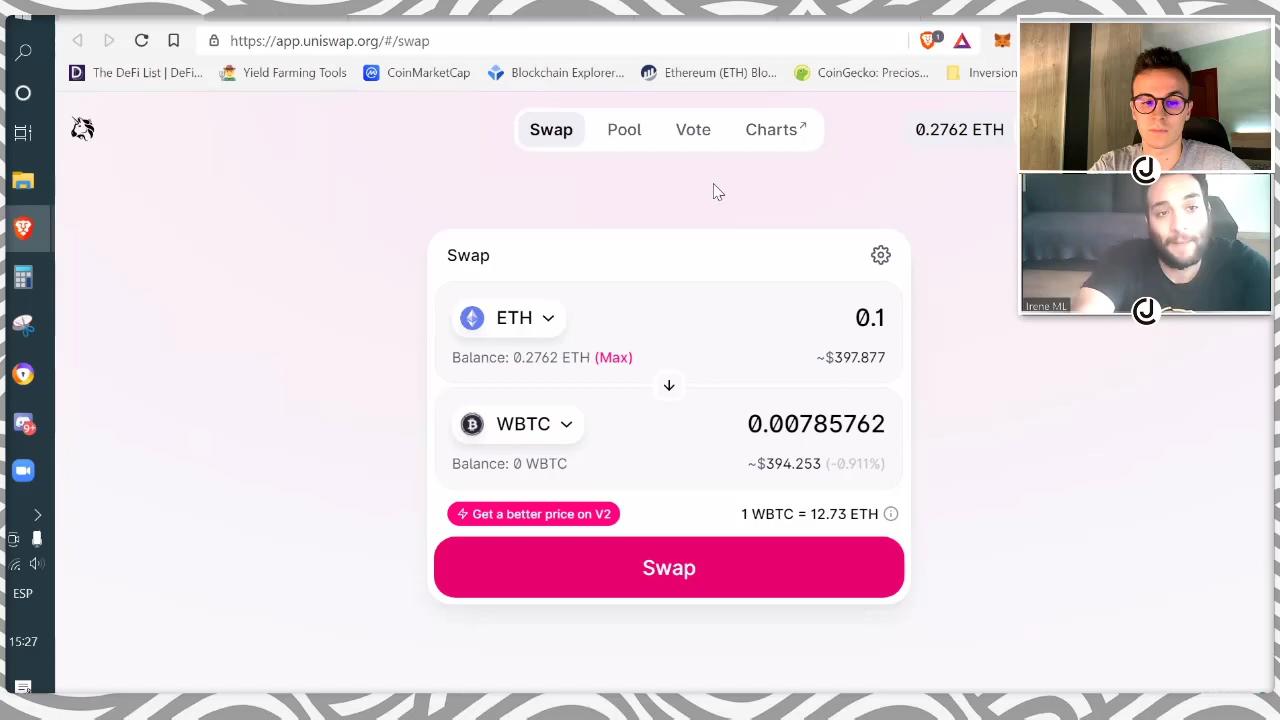 https://app.uniswap.org/#/swap
1
The DeFi List | DeFi...
Yield Farming Tools
CoinMarketCap
Blockchain Explorer...
Ethereum (ETH) Blo...
CoinGecko: Precios...
Inversion
Swap
Pool
Vote
Charts↗
0.2762 ETH
Swap
ETH
0.1
Balance: 0.2762 ETH (Max)
~$397.877
WBTC
0.00785762
Balance: 0 WBTC
~$394.253 (-0.911%)
Get a better price on V2
1 WBTC = 12.73 ETH
Swap
Irene ML
9+
ESP
15:27